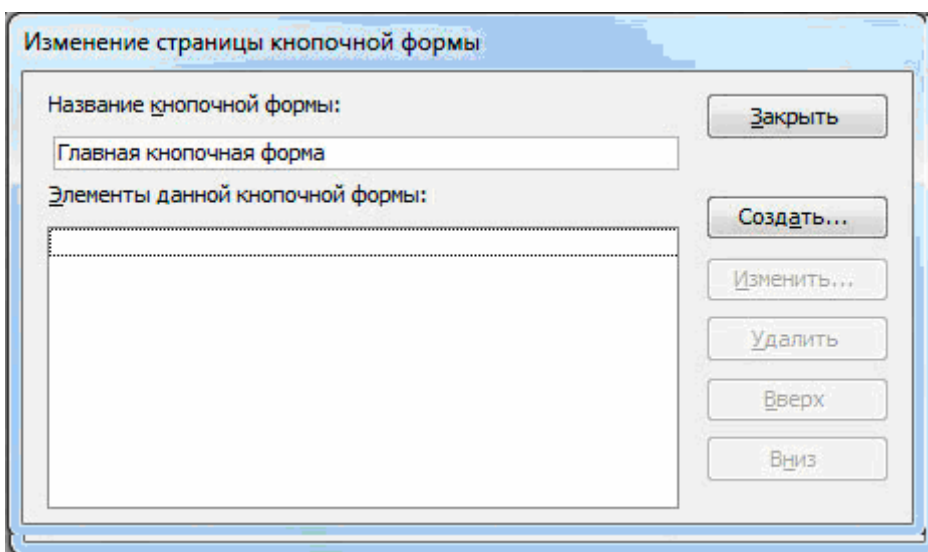 Изменение страницы кнопочной формы
Название кнопочной формы:
Закрыть
Главная кнопочная форма
Элементы данной кнопочной формы:
Создать...
Изменить...
Удалить
Вверх
Вниз